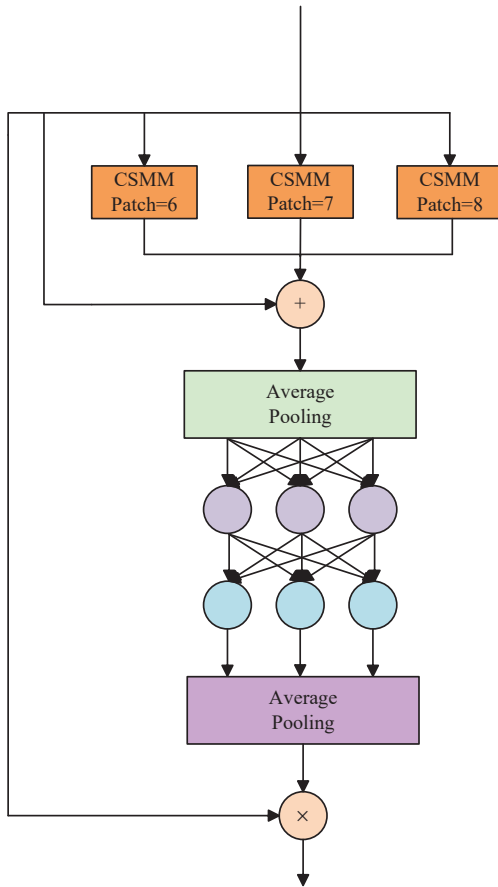 CSMM
Patch=6
CSMM
Patch=7
CSMM
Patch=8
+
Average
Pooling
Average
Pooling
×